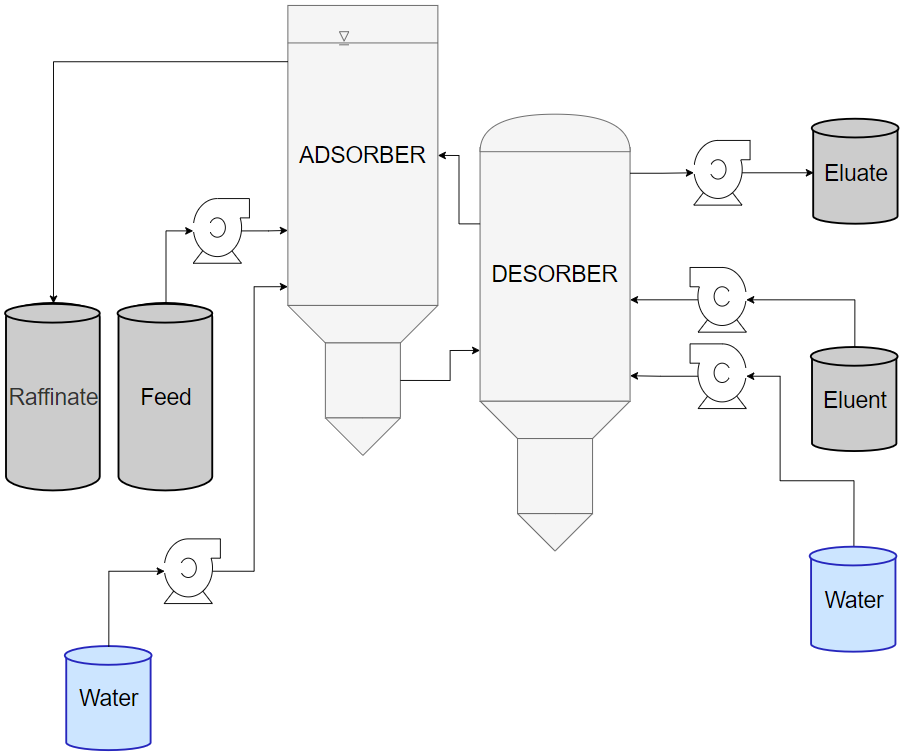 ADSORBER
DESORBER
Eluate
Raffinate
Feed
Eluent
Water
Water